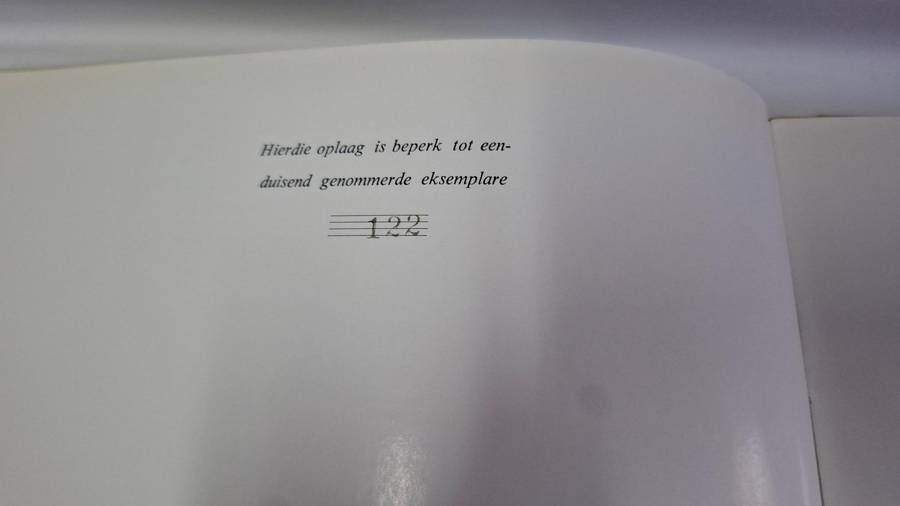 Hierdie oplaag is beperk tot een-
duisend genommerde eksemplare
122